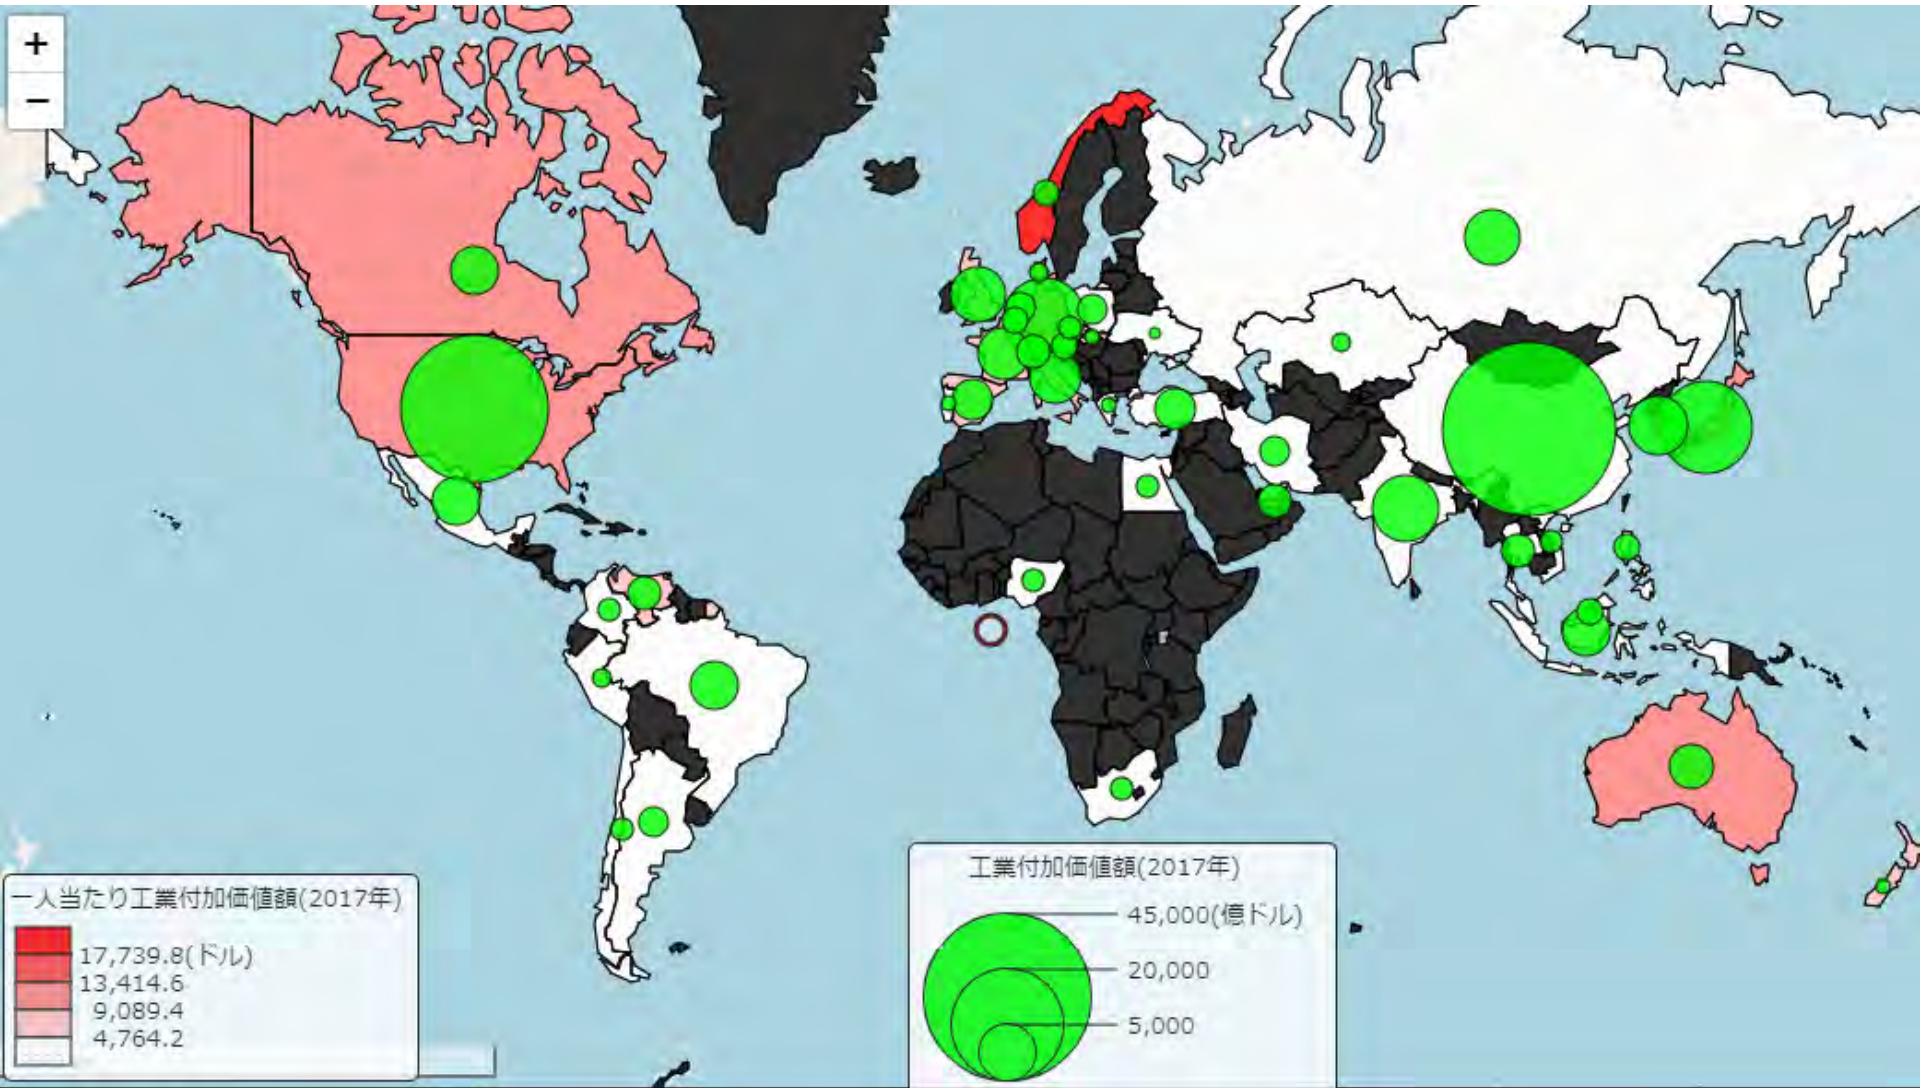 +
−
一人当たり工業付加価値額(2017年)
17,739.8(ドル)
13,414.6
9,089.4
4,764.2
工業付加価値額(2017年)
45,000(億ドル)
20,000
5,000